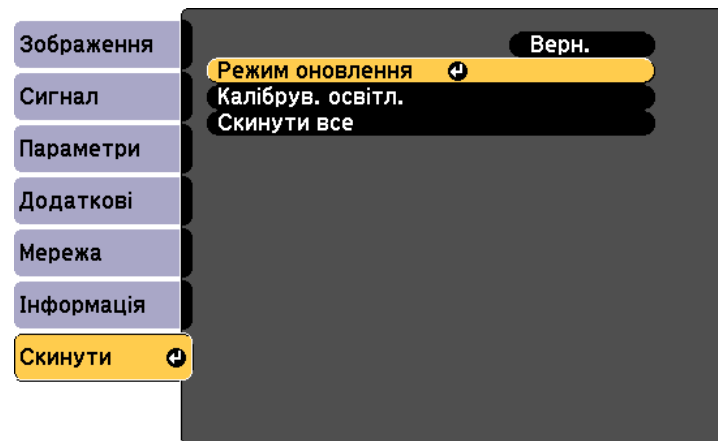 Зображення
Сигнал
Параметри
Додаткові
Мережа
Інформація
Скинути
Верн.
Режим оновлення
Калібрув. освітл.
Скинути все